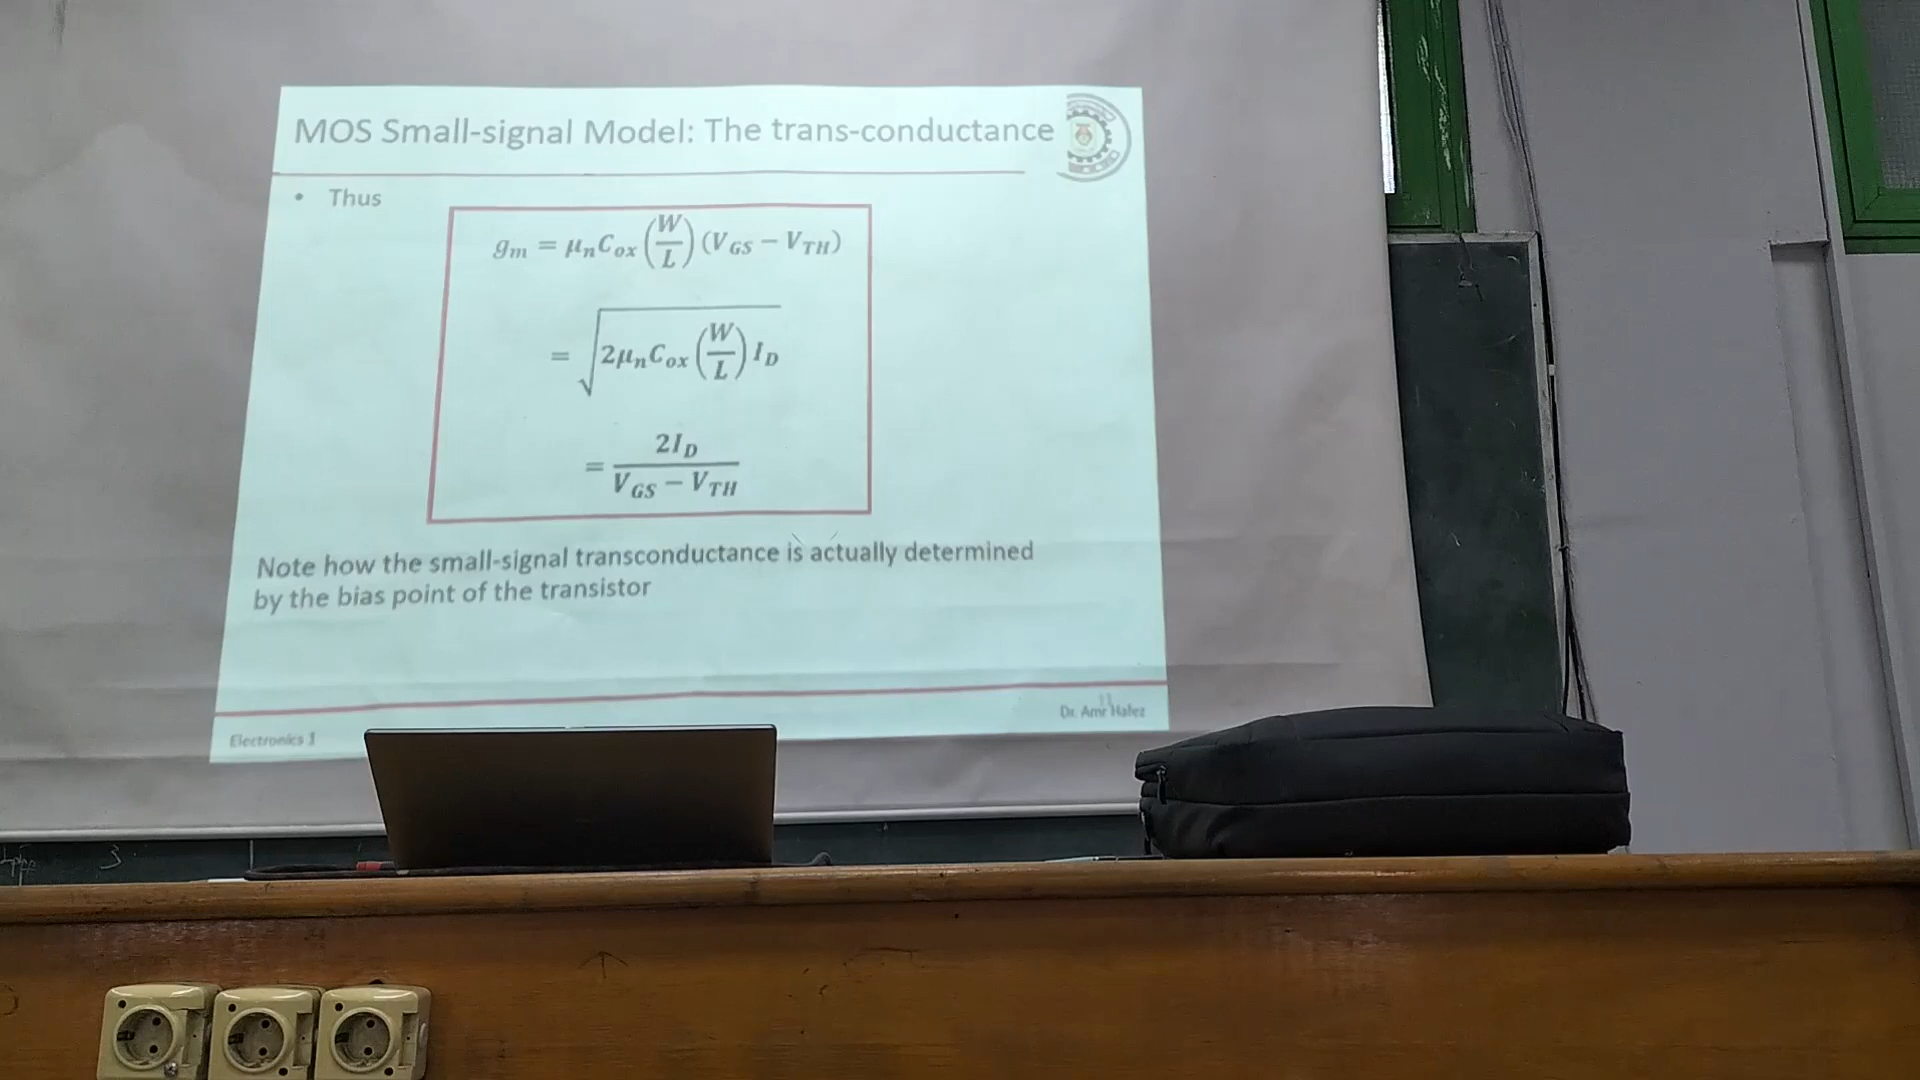 MOS Small-signal Model: The trans-conductance
• Thus
g_m = μ_n C_ox (W/L) (V_GS − V_TH)
= √(2μ_n C_ox (W/L) I_D)
= 2I_D / (V_GS − V_TH)
Note how the small-signal transconductance is actually determined
by the bias point of the transistor
11
Dr. Amr Hafez
Electronics 1
3